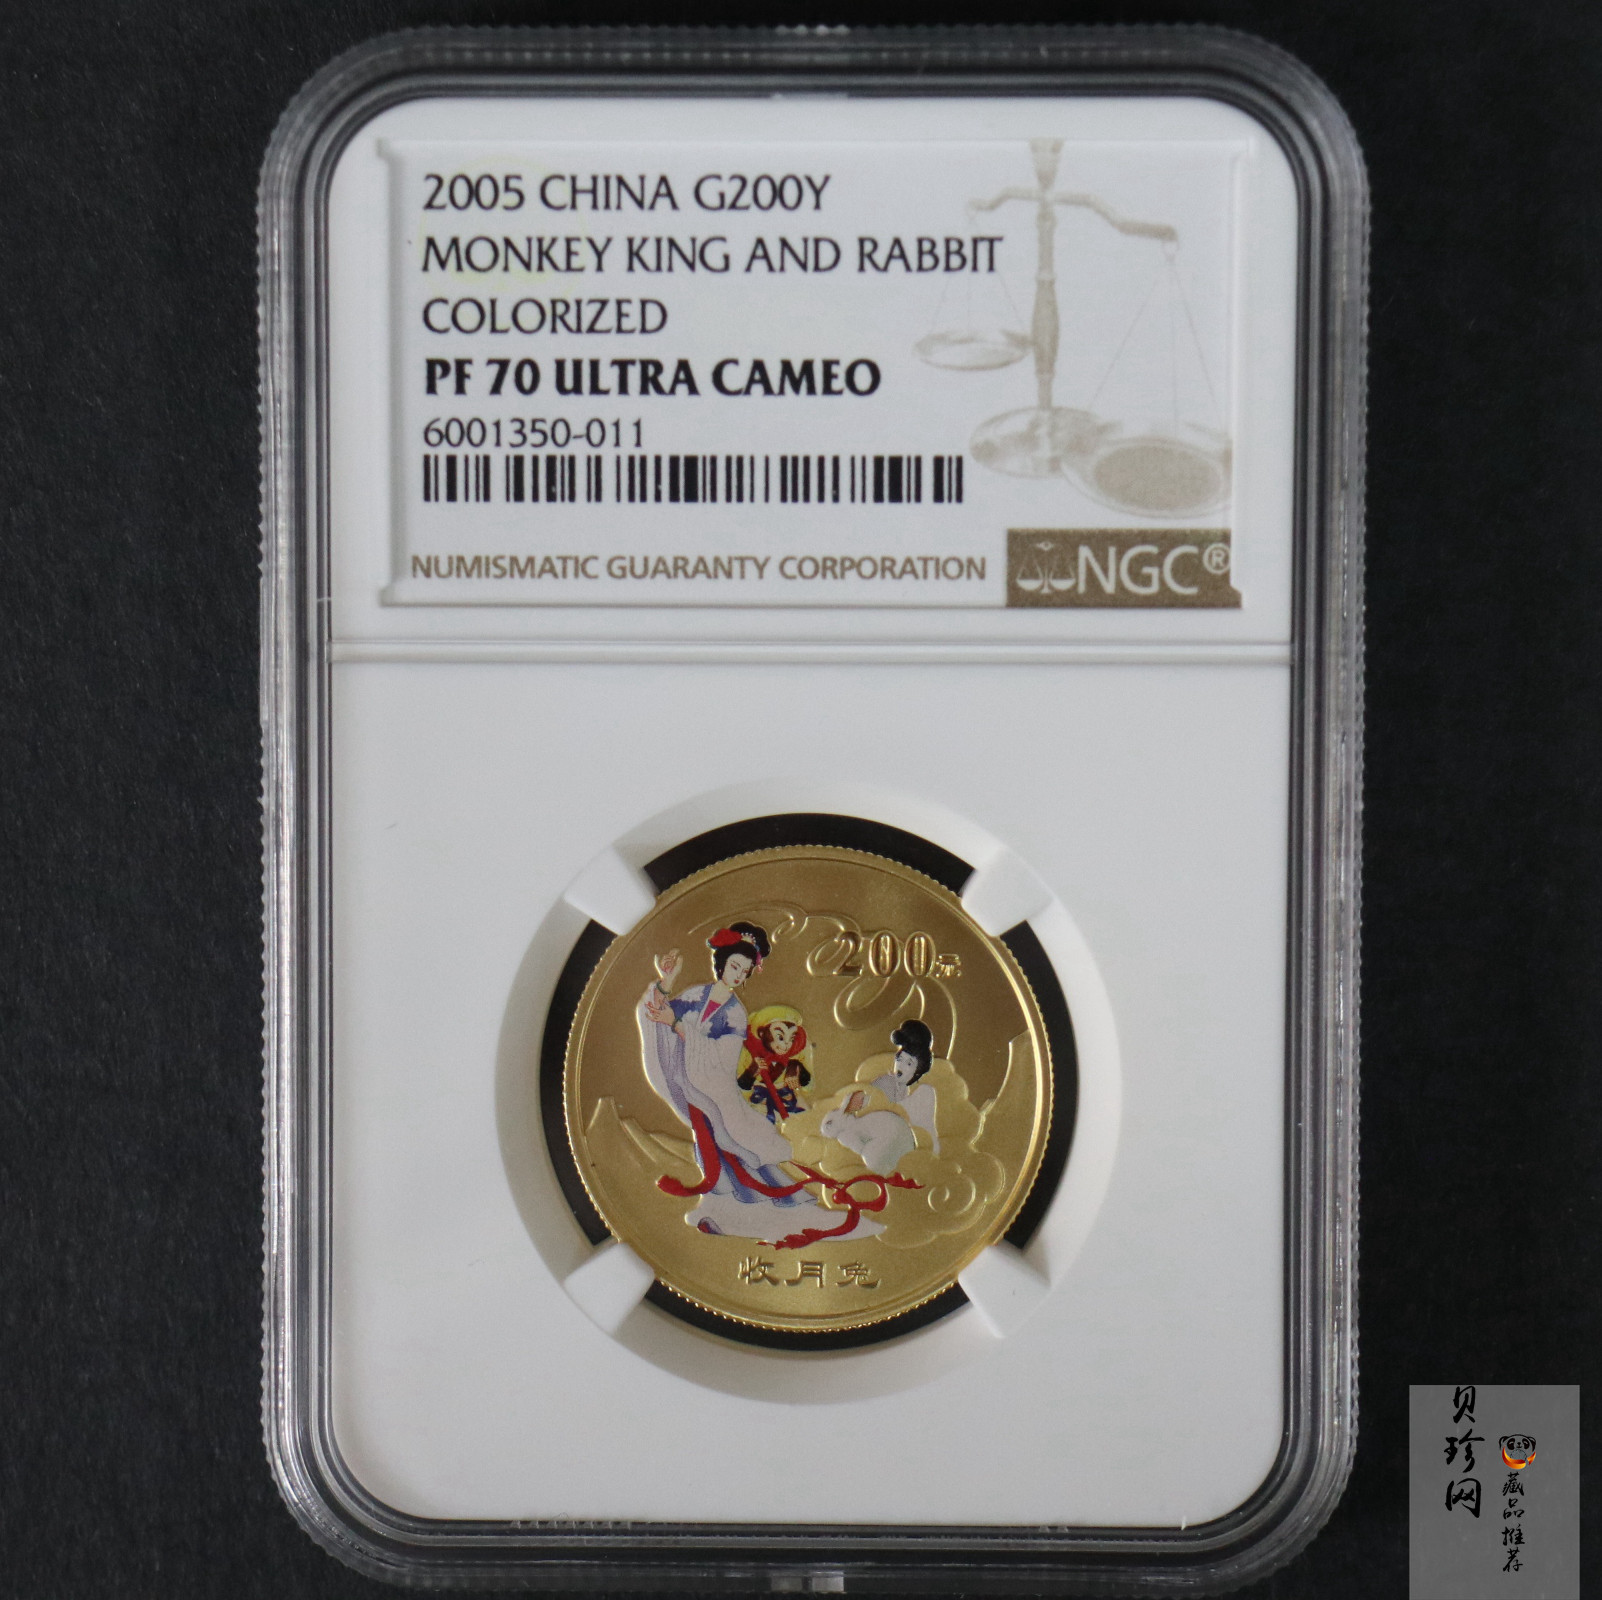 2005 CHINA G200Y
MONKEY KING AND RABBIT
COLORIZED
PF 70 ULTRA CAMEO
6001350-011
NUMISMATIC GUARANTY CORPORATION
NGC®
200元
收月兔
贝珍网
藏品推荐